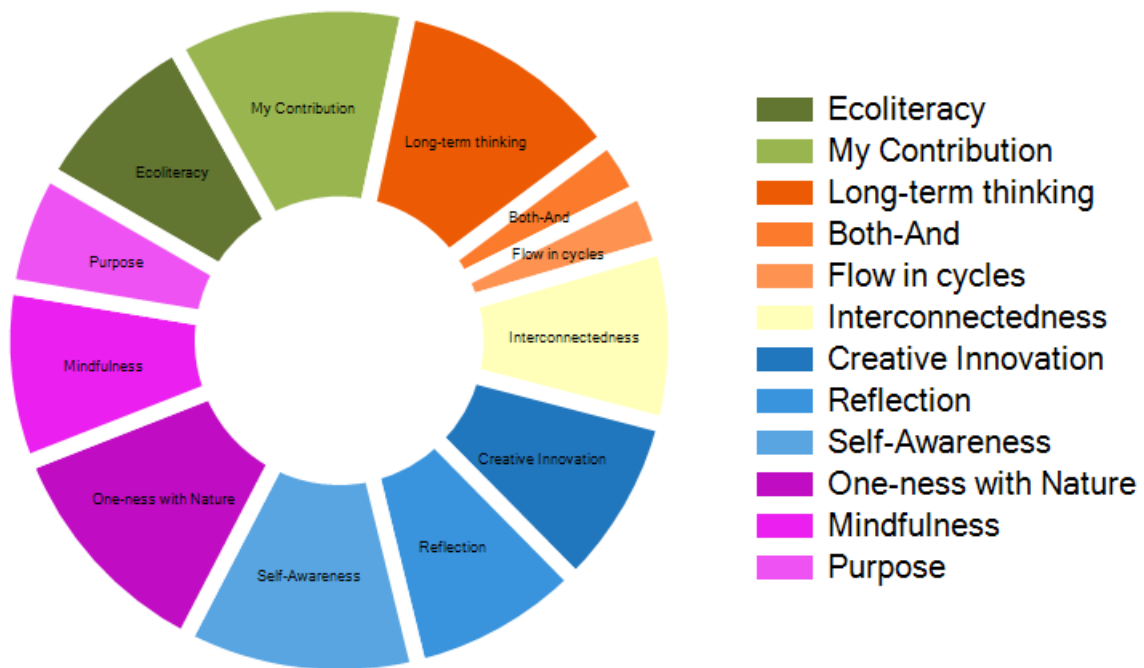 My Contribution
Long-term thinking
Ecoliteracy
Both-And
Flow in cycles
Purpose
Interconnectedness
Mindfulness
Creative Innovation
One-ness with Nature
Reflection
Self-Awareness
Ecoliteracy
My Contribution
Long-term thinking
Both-And
Flow in cycles
Interconnectedness
Creative Innovation
Reflection
Self-Awareness
One-ness with Nature
Mindfulness
Purpose